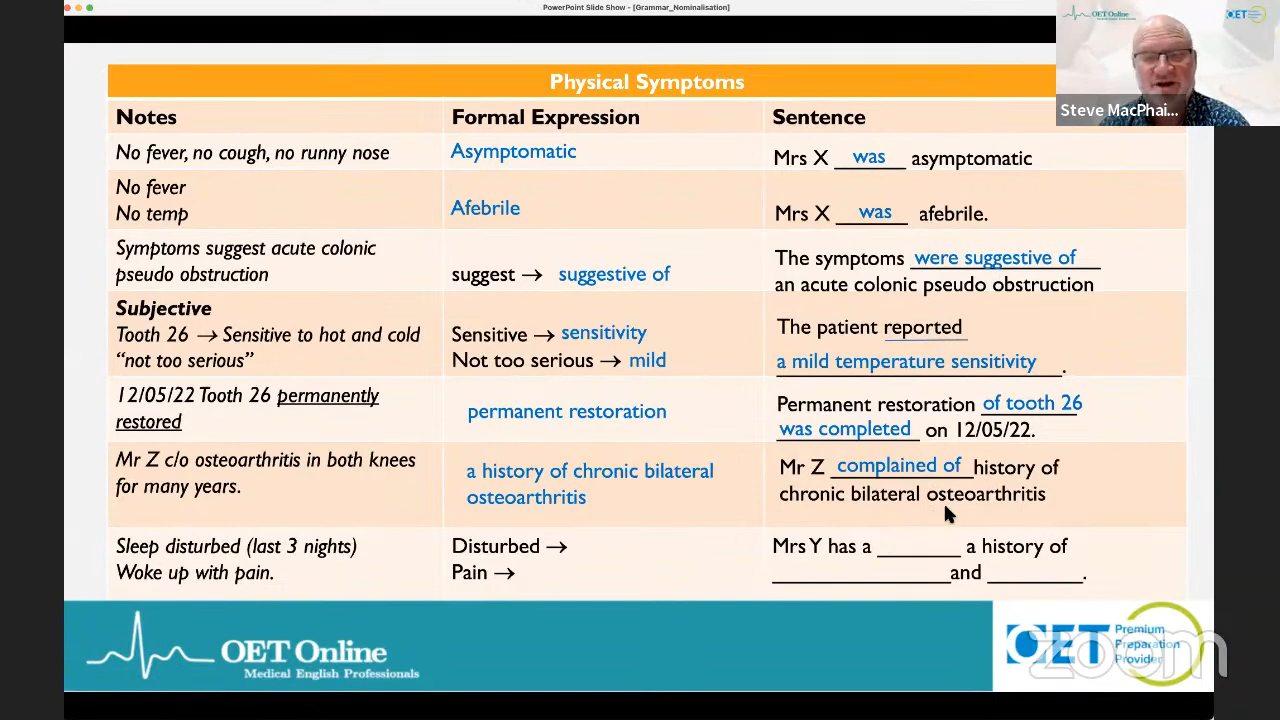 PowerPoint Slide Show - [Grammar_Nominalisation]
OET Online
OET
Steve MacPhai...
Physical Symptoms
Notes
Formal Expression
Sentence
No fever, no cough, no runny nose
Asymptomatic
Mrs X was asymptomatic
No fever
No temp
Afebrile
Mrs X was afebrile.
Symptoms suggest acute colonic
pseudo obstruction
suggest → suggestive of
The symptoms were suggestive of
an acute colonic pseudo obstruction
Subjective
Tooth 26 → Sensitive to hot and cold
“not too serious”
Sensitive → sensitivity
Not too serious → mild
The patient reported
a mild temperature sensitivity.
12/05/22 Tooth 26 permanently
restored
permanent restoration
Permanent restoration of tooth 26
was completed on 12/05/22.
Mr Z c/o osteoarthritis in both knees
for many years.
a history of chronic bilateral
osteoarthritis
Mr Z complained of history of
chronic bilateral osteoarthritis
Sleep disturbed (last 3 nights)
Woke up with pain.
Disturbed →
Pain →
Mrs Y has a ________ a history of
_________________and _________.
OET Online
Medical English Professionals
OET
Premium
Preparation
Provider
zoom